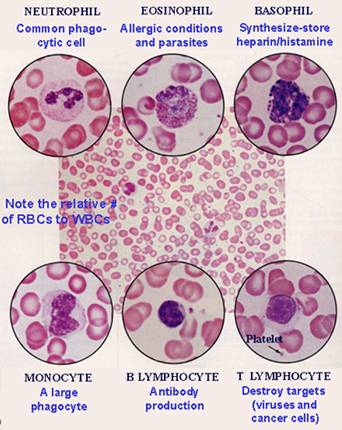 NEUTROPHIL
Common phago-
cytic cell
EOSINOPHIL
Allergic conditions
and parasites
BASOPHIL
Synthesize-store
heparin/histamine
Note the relative #
of RBCs to WBCs
Platelet
MONOCYTE
A large
phagocyte
B LYMPHOCYTE
Antibody
production
T LYMPHOCYTE
Destroy targets
(viruses and
cancer cells)